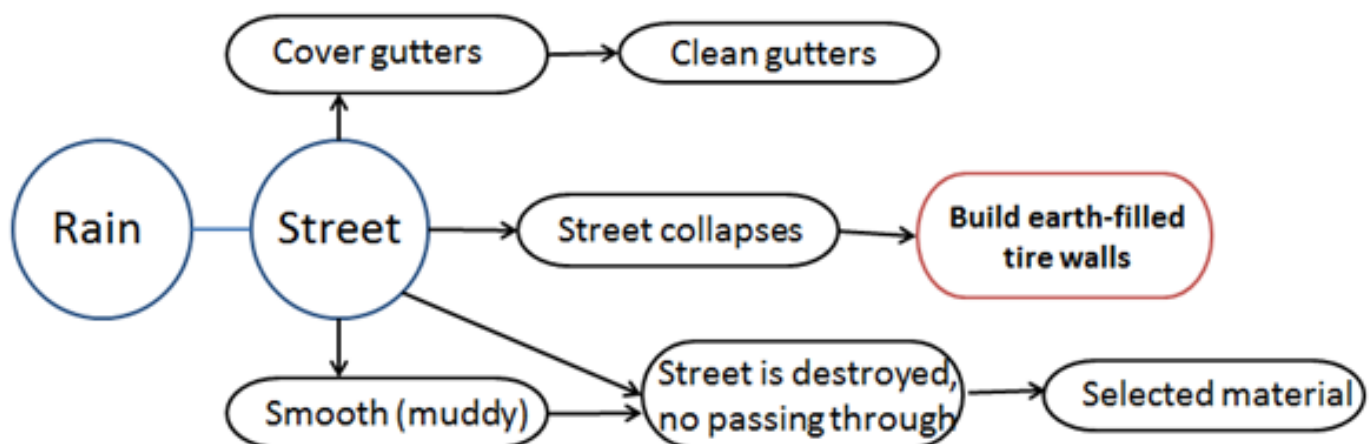 Cover gutters
Clean gutters
Rain
Street
Street collapses
Build earth-filled
tire walls
Smooth (muddy)
Street is destroyed,
no passing through
Selected material